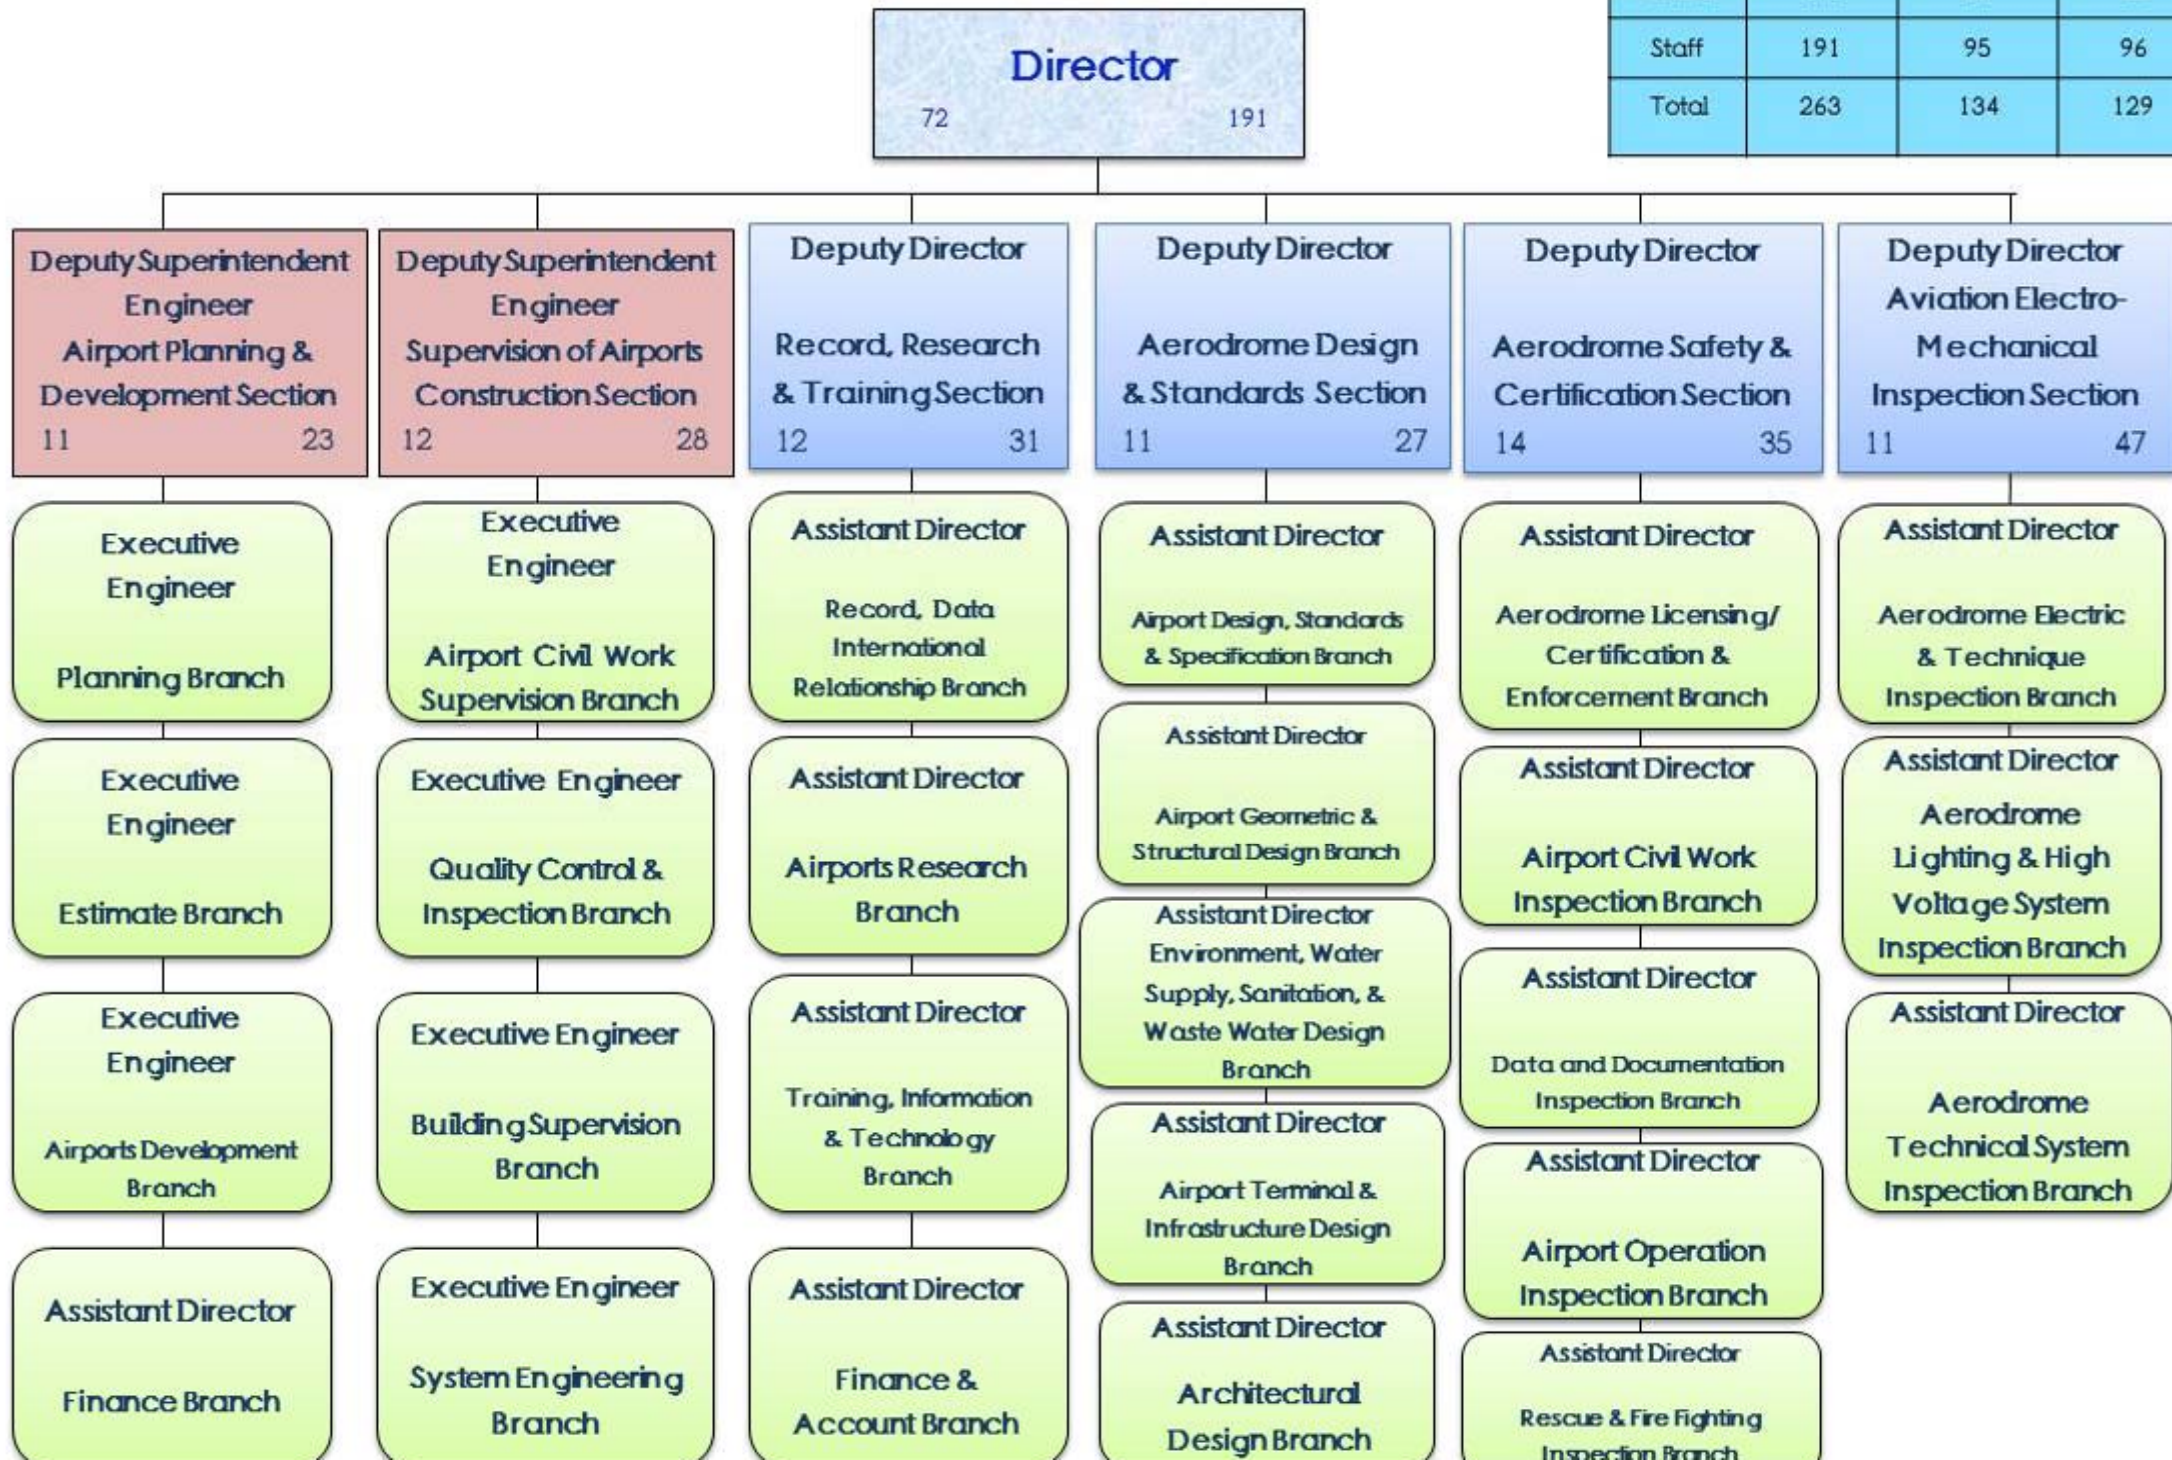 Director
72 191
Staff 191 95 96
Total 263 134 129
Deputy Superintendent
Engineer
Airport Planning &
Development Section
11 23
Deputy Superintendent
Engineer
Supervision of Airports
Construction Section
12 28
Deputy Director
Record, Research
& Training Section
12 31
Deputy Director
Aerodrome Design
& Standards Section
11 27
Deputy Director
Aerodrome Safety &
Certification Section
14 35
Deputy Director
Aviation Electro-
Mechanical
Inspection Section
11 47
Executive
Engineer
Planning Branch
Executive
Engineer
Estimate Branch
Executive
Engineer
Airports Development
Branch
Assistant Director
Finance Branch
Executive
Engineer
Airport Civil Work
Supervision Branch
Executive Engineer
Quality Control &
Inspection Branch
Executive Engineer
Building Supervision
Branch
Executive Engineer
System Engineering
Branch
Assistant Director
Record, Data
International
Relationship Branch
Assistant Director
Airports Research
Branch
Assistant Director
Training, Information
& Technology
Branch
Assistant Director
Finance &
Account Branch
Assistant Director
Airport Design, Standards
& Specification Branch
Assistant Director
Airport Geometric &
Structural Design Branch
Assistant Director
Environment, Water
Supply, Sanitation, &
Waste Water Design
Branch
Assistant Director
Airport Terminal &
Infrastructure Design
Branch
Assistant Director
Architectural
Design Branch
Assistant Director
Aerodrome Licensing/
Certification &
Enforcement Branch
Assistant Director
Airport Civil Work
Inspection Branch
Assistant Director
Data and Documentation
Inspection Branch
Assistant Director
Airport Operation
Inspection Branch
Assistant Director
Rescue & Fire Fighting
Inspection Branch
Assistant Director
Aerodrome Electric
& Technique
Inspection Branch
Assistant Director
Aerodrome
Lighting & High
Voltage System
Inspection Branch
Assistant Director
Aerodrome
Technical System
Inspection Branch